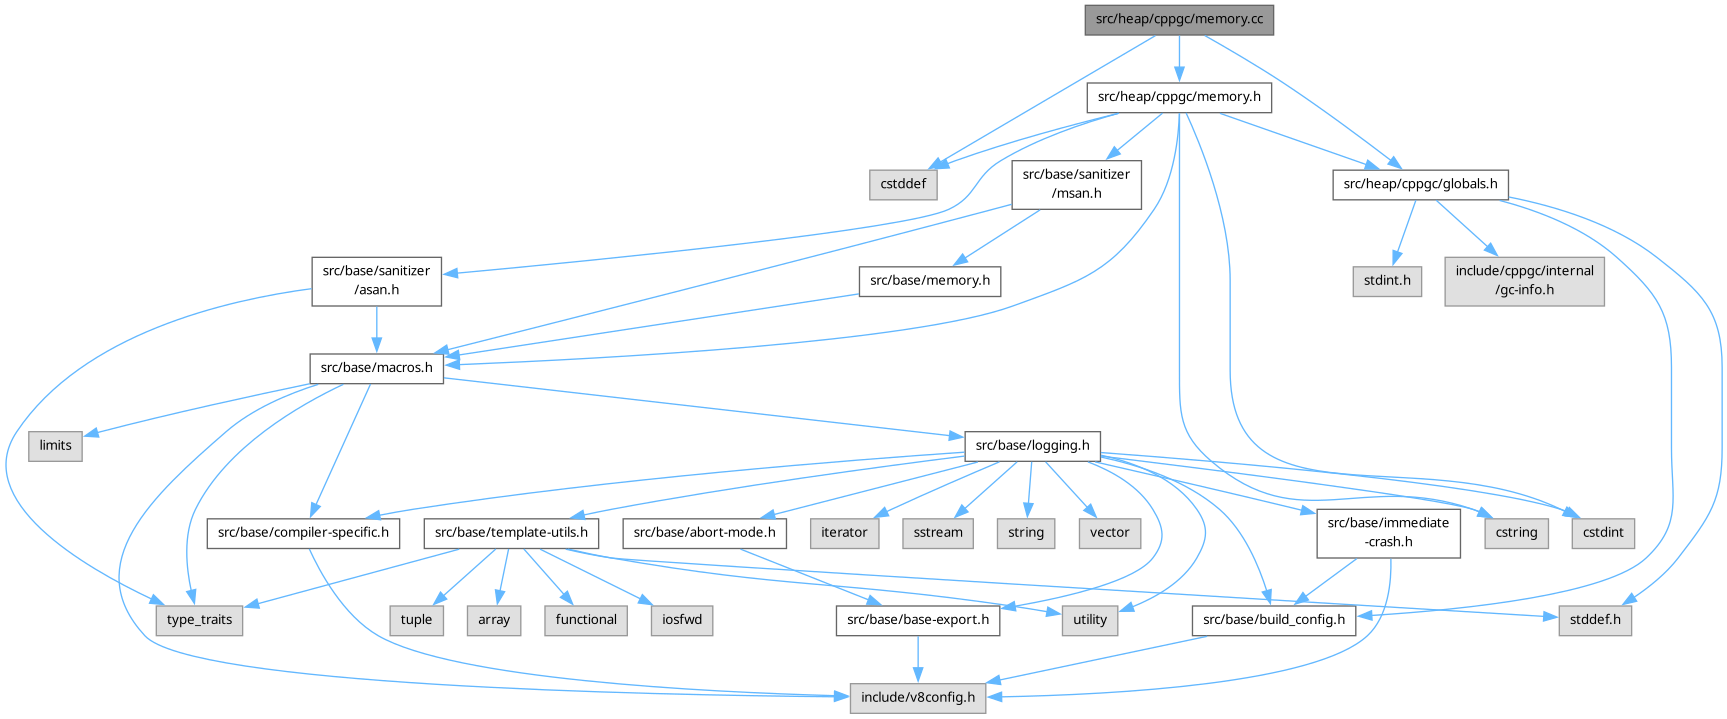 src/heap/cppgc/memory.cc
src/heap/cppgc/memory.h
cstddef
src/base/sanitizer
/msan.h
src/heap/cppgc/globals.h
src/base/sanitizer
/asan.h
src/base/memory.h
stdint.h
include/cppgc/internal
/gc-info.h
src/base/macros.h
limits
src/base/logging.h
src/base/compiler-specific.h
src/base/template-utils.h
src/base/abort-mode.h
iterator
sstream
string
vector
src/base/immediate
-crash.h
cstring
cstdint
type_traits
tuple
array
functional
iosfwd
src/base/base-export.h
utility
src/base/build_config.h
stddef.h
include/v8config.h